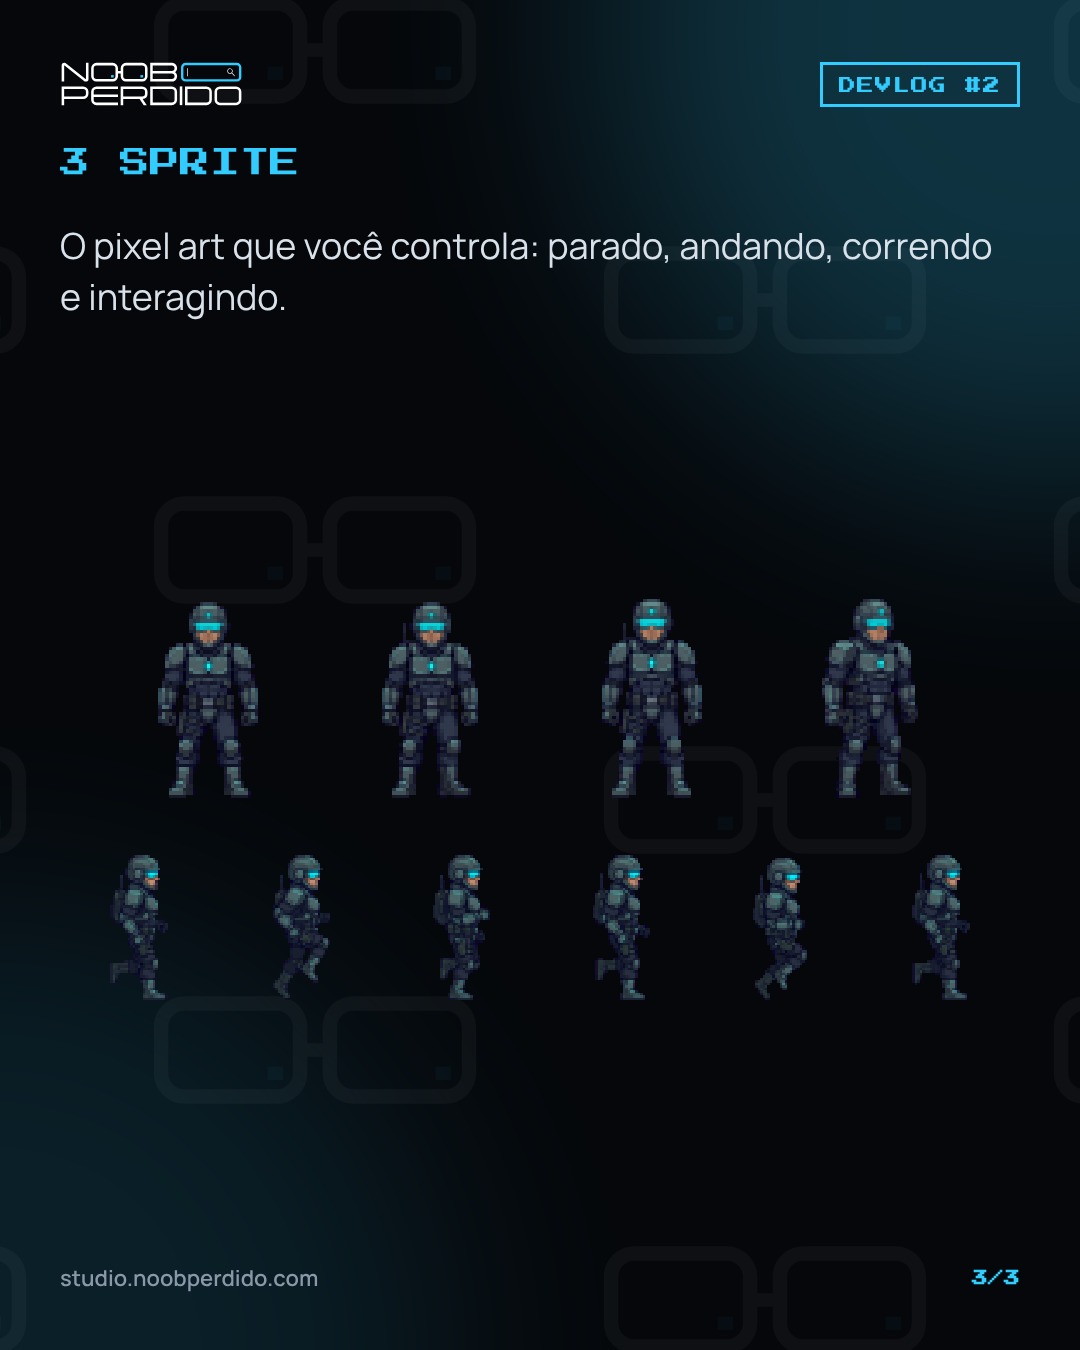 NOOB
PERDIDO
DEVLOG #2
3 SPRITE
O pixel art que você controla: parado, andando, correndo
e interagindo.
studio.noobperdido.com
3/3